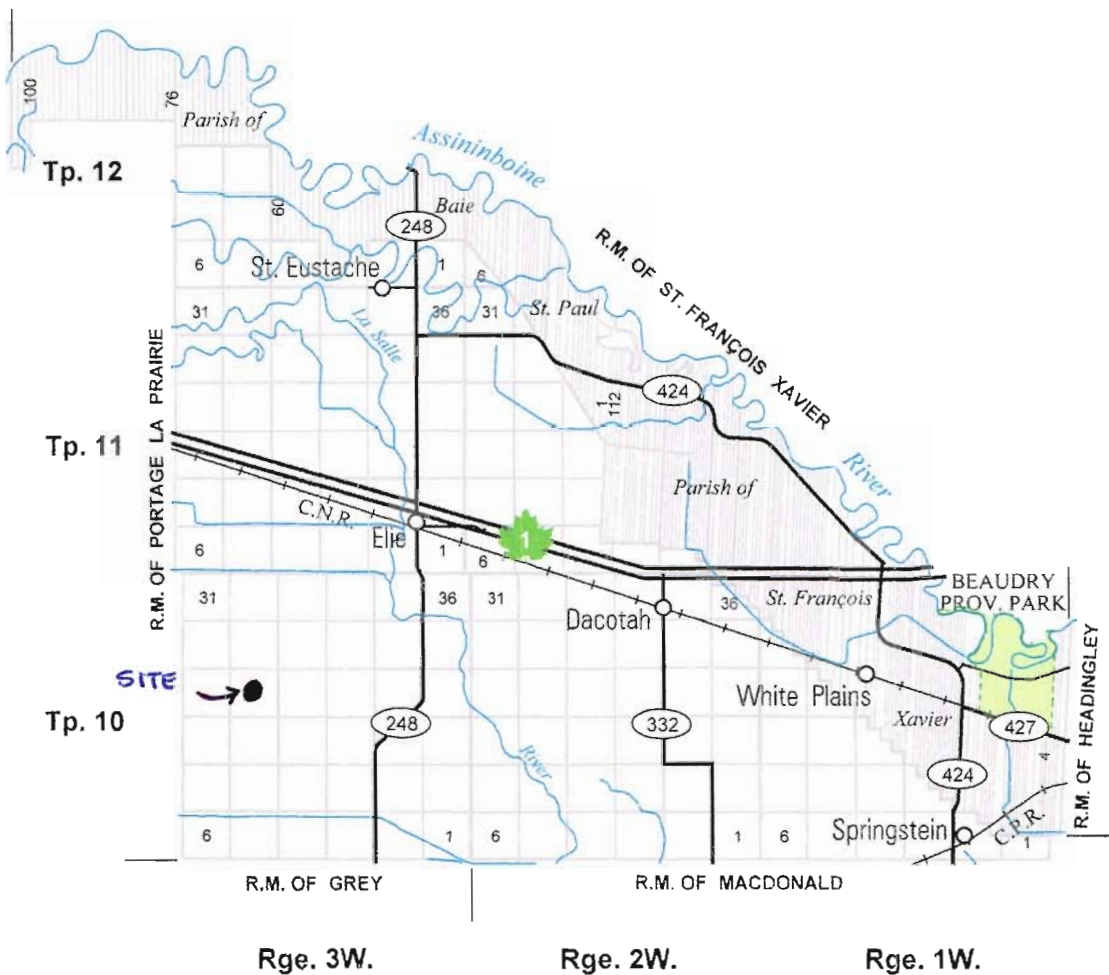 100
76
Parish of
Assininboine
Tp. 12
60
Baie
248
R.M. OF ST. FRANÇOIS XAVIER
6
St. Eustache
1
6
31
La Salle
36
31
St. Paul
R.M. OF PORTAGE LA PRAIRIE
424
1
112
Tp. 11
River
Parish of
C.N.R.
Elie
1
6
1
6
BEAUDRY
PROV. PARK
31
36
31
Dacotah
36
St. François
R.M. OF HEADINGLEY
SITE
White Plains
Tp. 10
248
332
Xavier
427
4
River
424
6
1
6
1
6
Springstein
C.P.R.
1
R.M. OF GREY
R.M. OF MACDONALD
Rge. 3W.
Rge. 2W.
Rge. 1W.